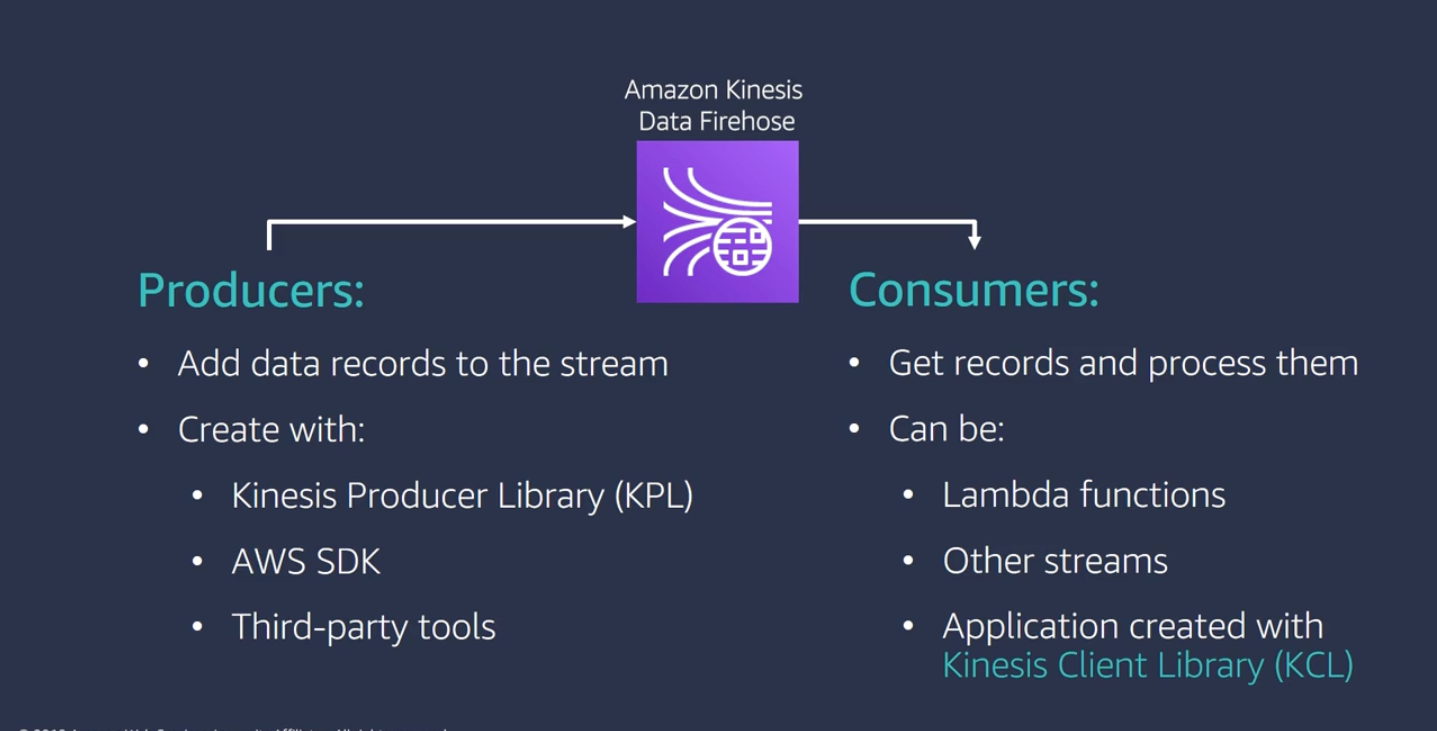 Amazon Kinesis
Data Firehose
Producers:
• Add data records to the stream
• Create with:
• Kinesis Producer Library (KPL)
• AWS SDK
• Third-party tools
Consumers:
• Get records and process them
• Can be:
• Lambda functions
• Other streams
• Application created with
Kinesis Client Library (KCL)